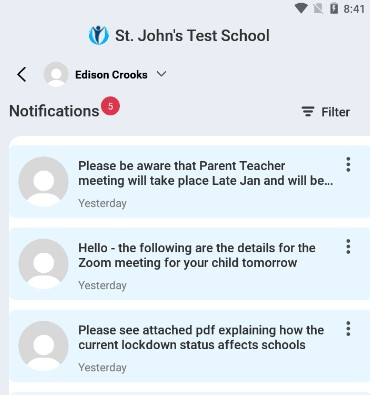 8:41
St. John's Test School
Edison Crooks
Notifications 5
Filter
Please be aware that Parent Teacher
meeting will take place Late Jan and will be...
Yesterday
Hello - the following are the details for the
Zoom meeting for your child tomorrow
Yesterday
Please see attached pdf explaining how the
current lockdown status affects schools
Yesterday